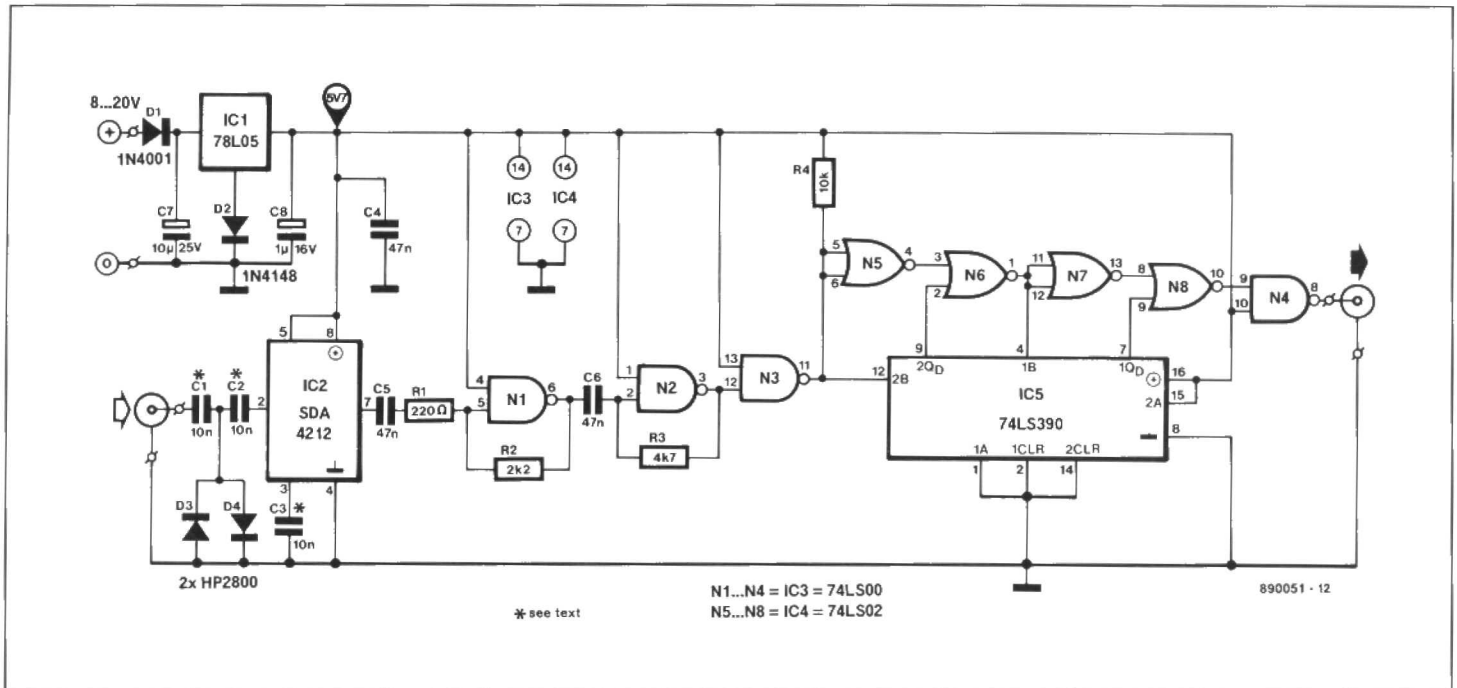 8...20V
D1
1N4001
IC1
78L05
5V7
C7
10µ 25V
D2
1N4148
C8
1µ 16V
C4
47n
14
14
IC3
IC4
7
7
R4
10k
5
6
N5
4
3
2
N6
1
11
12
N7
13
8
9
N8
10
9
10
N4
8
5
8
*
C1
10n
*
C2
10n
2
IC2
SDA
4212
7
C5
47n
R1
220Ω
4
5
N1
6
R2
2k2
C6
47n
1
2
N2
3
R3
4k7
13
12
N3
11
12
2B
9
2QD
4
1B
7
1QD
16
15
2A
8
IC5
74LS390
1A
1CLR
2CLR
1
2
14
3
4
D3
D4
C3
*
10n
2x HP2800
* see text
N1...N4 = IC3 = 74LS00
N5...N8 = IC4 = 74LS02
890051 - 12